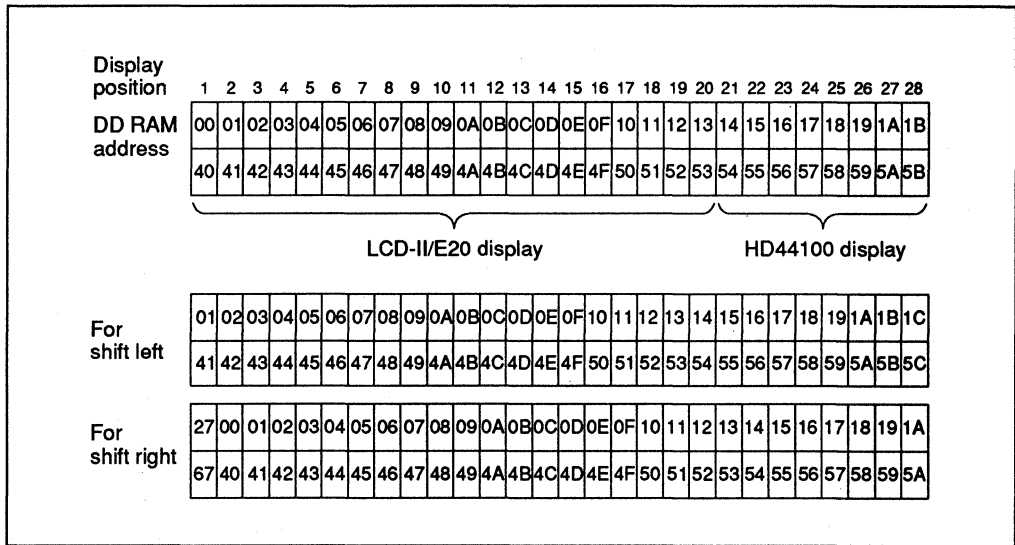 Display
position 1 2 3 4 5 6 7 8 9 10 11 12 13 14 15 16 17 18 19 20 21 22 23 24 25 26 27 28
DD RAM 00 01 02 03 04 05 06 07 08 09 0A 0B 0C 0D 0E 0F 10 11 12 13 14 15 16 17 18 19 1A 1B
address
40 41 42 43 44 45 46 47 48 49 4A 4B 4C 4D 4E 4F 50 51 52 53 54 55 56 57 58 59 5A 5B
LCD-II/E20 display HD44100 display
For 01 02 03 04 05 06 07 08 09 0A 0B 0C 0D 0E 0F 10 11 12 13 14 15 16 17 18 19 1A 1B 1C
shift left 41 42 43 44 45 46 47 48 49 4A 4B 4C 4D 4E 4F 50 51 52 53 54 55 56 57 58 59 5A 5B 5C
For 27 00 01 02 03 04 05 06 07 08 09 0A 0B 0C 0D 0E 0F 10 11 12 13 14 15 16 17 18 19 1A
shift right 67 40 41 42 43 44 45 46 47 48 49 4A 4B 4C 4D 4E 4F 50 51 52 53 54 55 56 57 58 59 5A